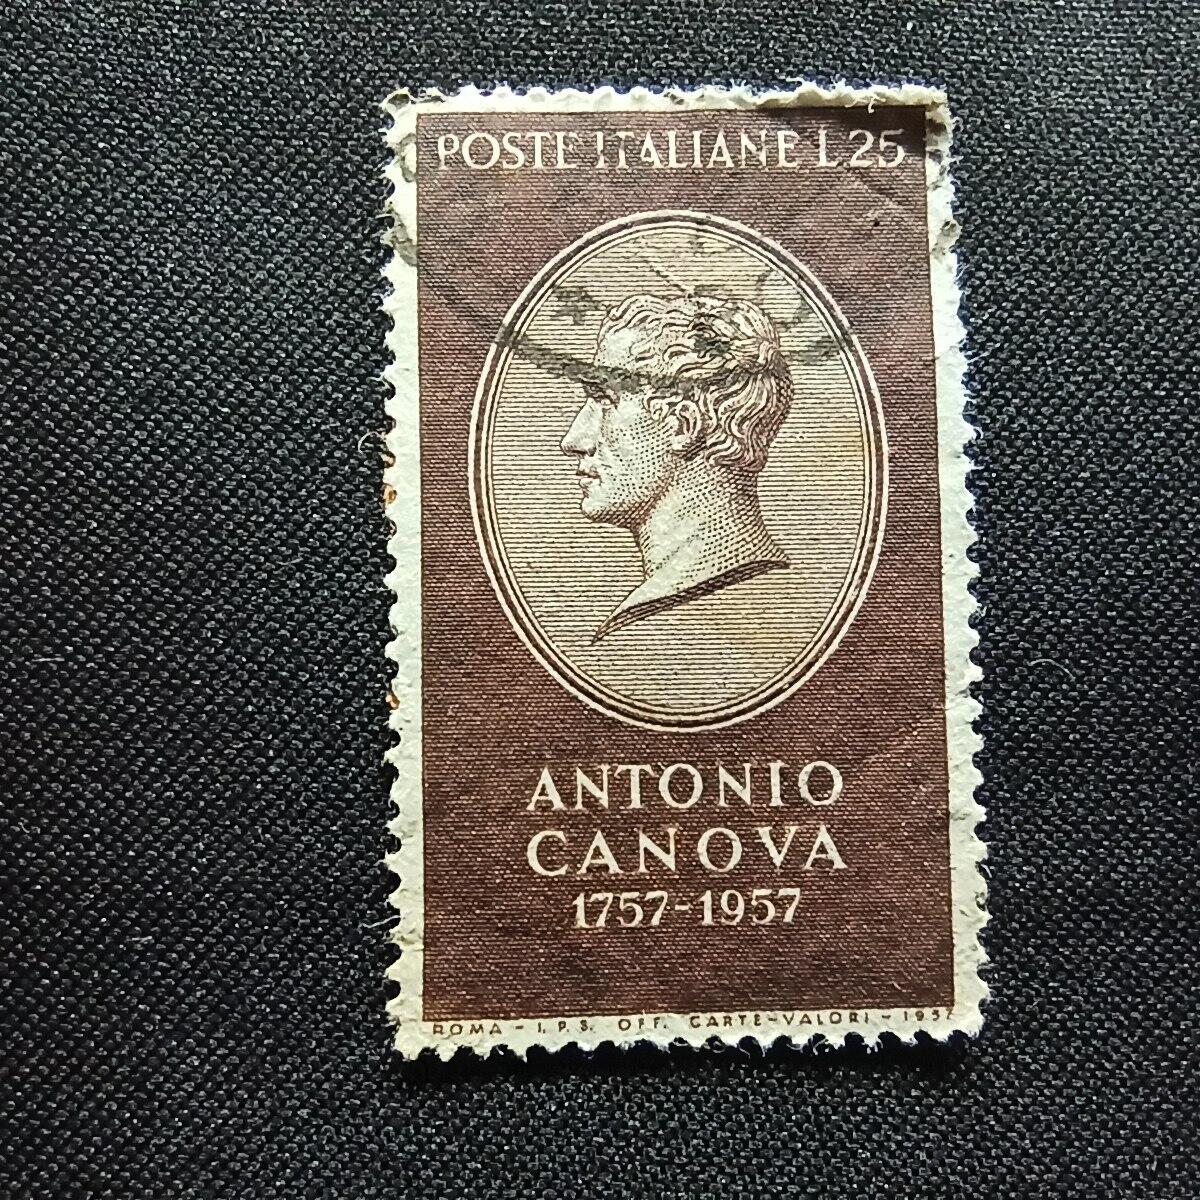 POSTE ITALIANE L.25
ANTONIO
CANOVA
1757-1957
ROMA - I.P.S. OFF. CARTE-VALORI - 1957